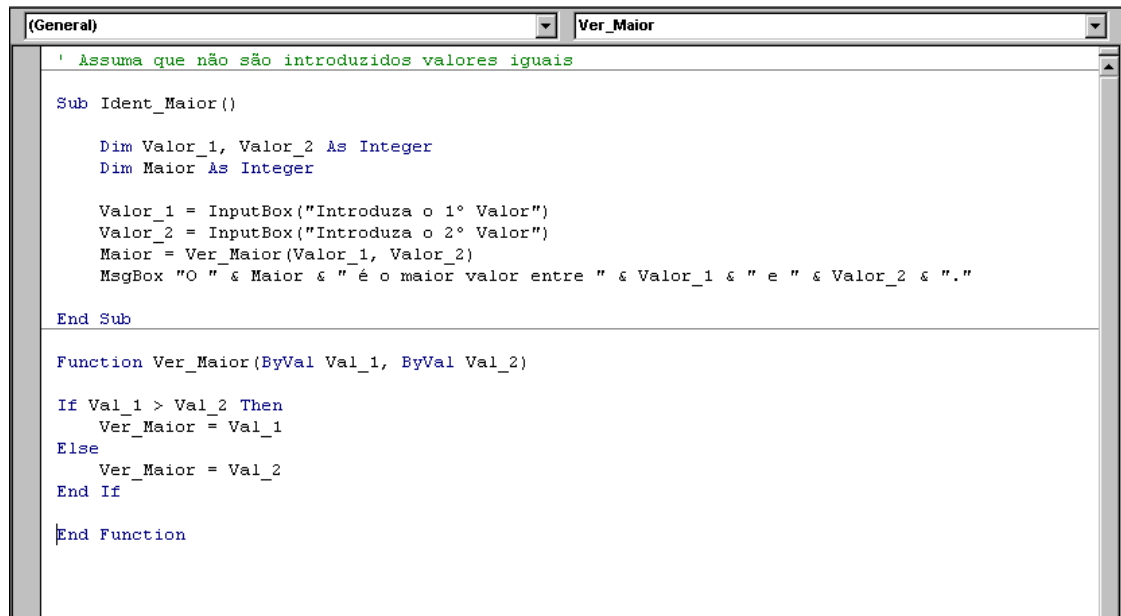 (General) Ver_Maior
' Assuma que não são introduzidos valores iguais
Sub Ident_Maior()
Dim Valor_1, Valor_2 As Integer
Dim Maior As Integer
Valor_1 = InputBox("Introduza o 1º Valor")
Valor_2 = InputBox("Introduza o 2º Valor")
Maior = Ver_Maior(Valor_1, Valor_2)
MsgBox "O " & Maior & " é o maior valor entre " & Valor_1 & " e " & Valor_2 & "."
End Sub
Function Ver_Maior(ByVal Val_1, ByVal Val_2)
If Val_1 > Val_2 Then
Ver_Maior = Val_1
Else
Ver_Maior = Val_2
End If
End Function